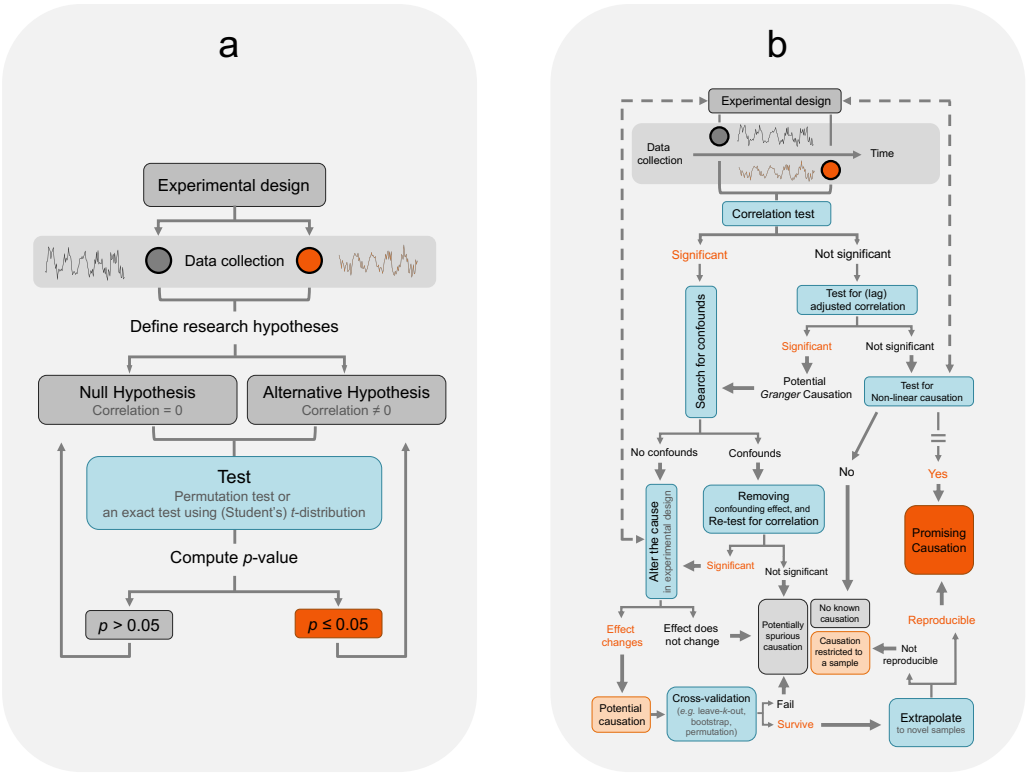 a
Experimental design
Data collection
Define research hypotheses
Null Hypothesis
Correlation = 0
Alternative Hypothesis
Correlation ≠ 0
Test
Permutation test or
an exact test using (Student's) t-distribution
Compute p-value
p > 0.05
p ≤ 0.05
b
Experimental design
Data
collection
Time
Correlation test
Significant
Not significant
Search for confounds
Test for (lag)
adjusted correlation
Significant
Not significant
Potential
Granger Causation
Test for
Non-linear causation
No confounds
Confounds
No
Yes
Alter the cause
in experimental design
Removing
confounding effect, and
Re-test for correlation
Promising
Causation
Significant
Not significant
Effect
changes
Effect does
not change
Potentially
spurious
causation
No known
causation
Causation
restricted to
a sample
Reproducible
Not
reproducible
Potential
causation
Cross-validation
(e.g. leave-k-out,
bootstrap,
permutation)
Fail
Survive
Extrapolate
to novel samples